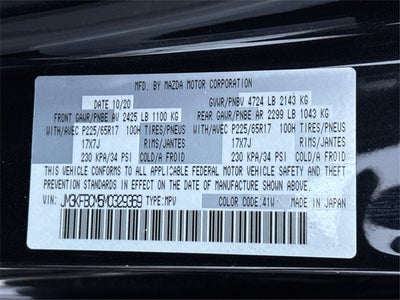 MFD. BY MAZDA MOTOR CORPORATION
DATE 10/20 GVWR/PNBV 4724 LB 2143 KG
FRONT GAWR/PNBE AV 2425 LB 1100 KG REAR GAWR/PNBE AR 2299 LB 1043 KG
WITH/AVEC P225/65R17 100H TIRES/PNEUS WITH/AVEC P225/65R17 100H TIRES/PNEUS
17X7J RIMS/JANTES 17X7J RIMS/JANTES
230 KPA/34 PSI COLD/A FROID 230 KPA/34 PSI COLD/A FROID
THIS VEHICLE CONFORMS TO ALL APPLICABLE FEDERAL MOTOR VEHICLE SAFETY, BUMPER,
AND THEFT PREVENTION STANDARDS IN EFFECT ON THE DATE OF MANUFACTURE SHOWN ABOVE.
VIN: JM3KFBCM5M0329369 TYPE:MPV COLOR CODE:41W MADE IN JAPAN